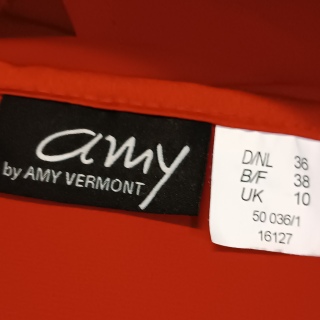 amy
by AMY VERMONT
D/NL 36
B/F 38
UK 10
50 036/1
16127